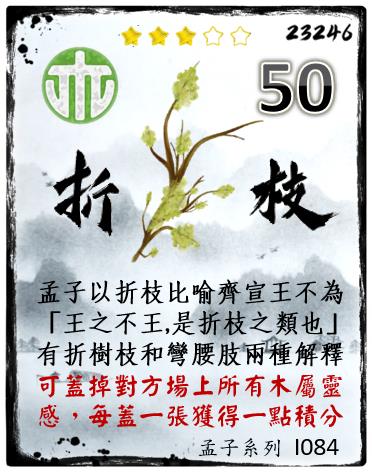 23246
木
50
折 枝
孟子以折枝比喻齊宣王不為
「王之不王,是折枝之類也」
有折樹枝和彎腰肢兩種解釋
可蓋掉對方場上所有木屬靈
感，每蓋一張獲得一點積分
孟子系列 I084